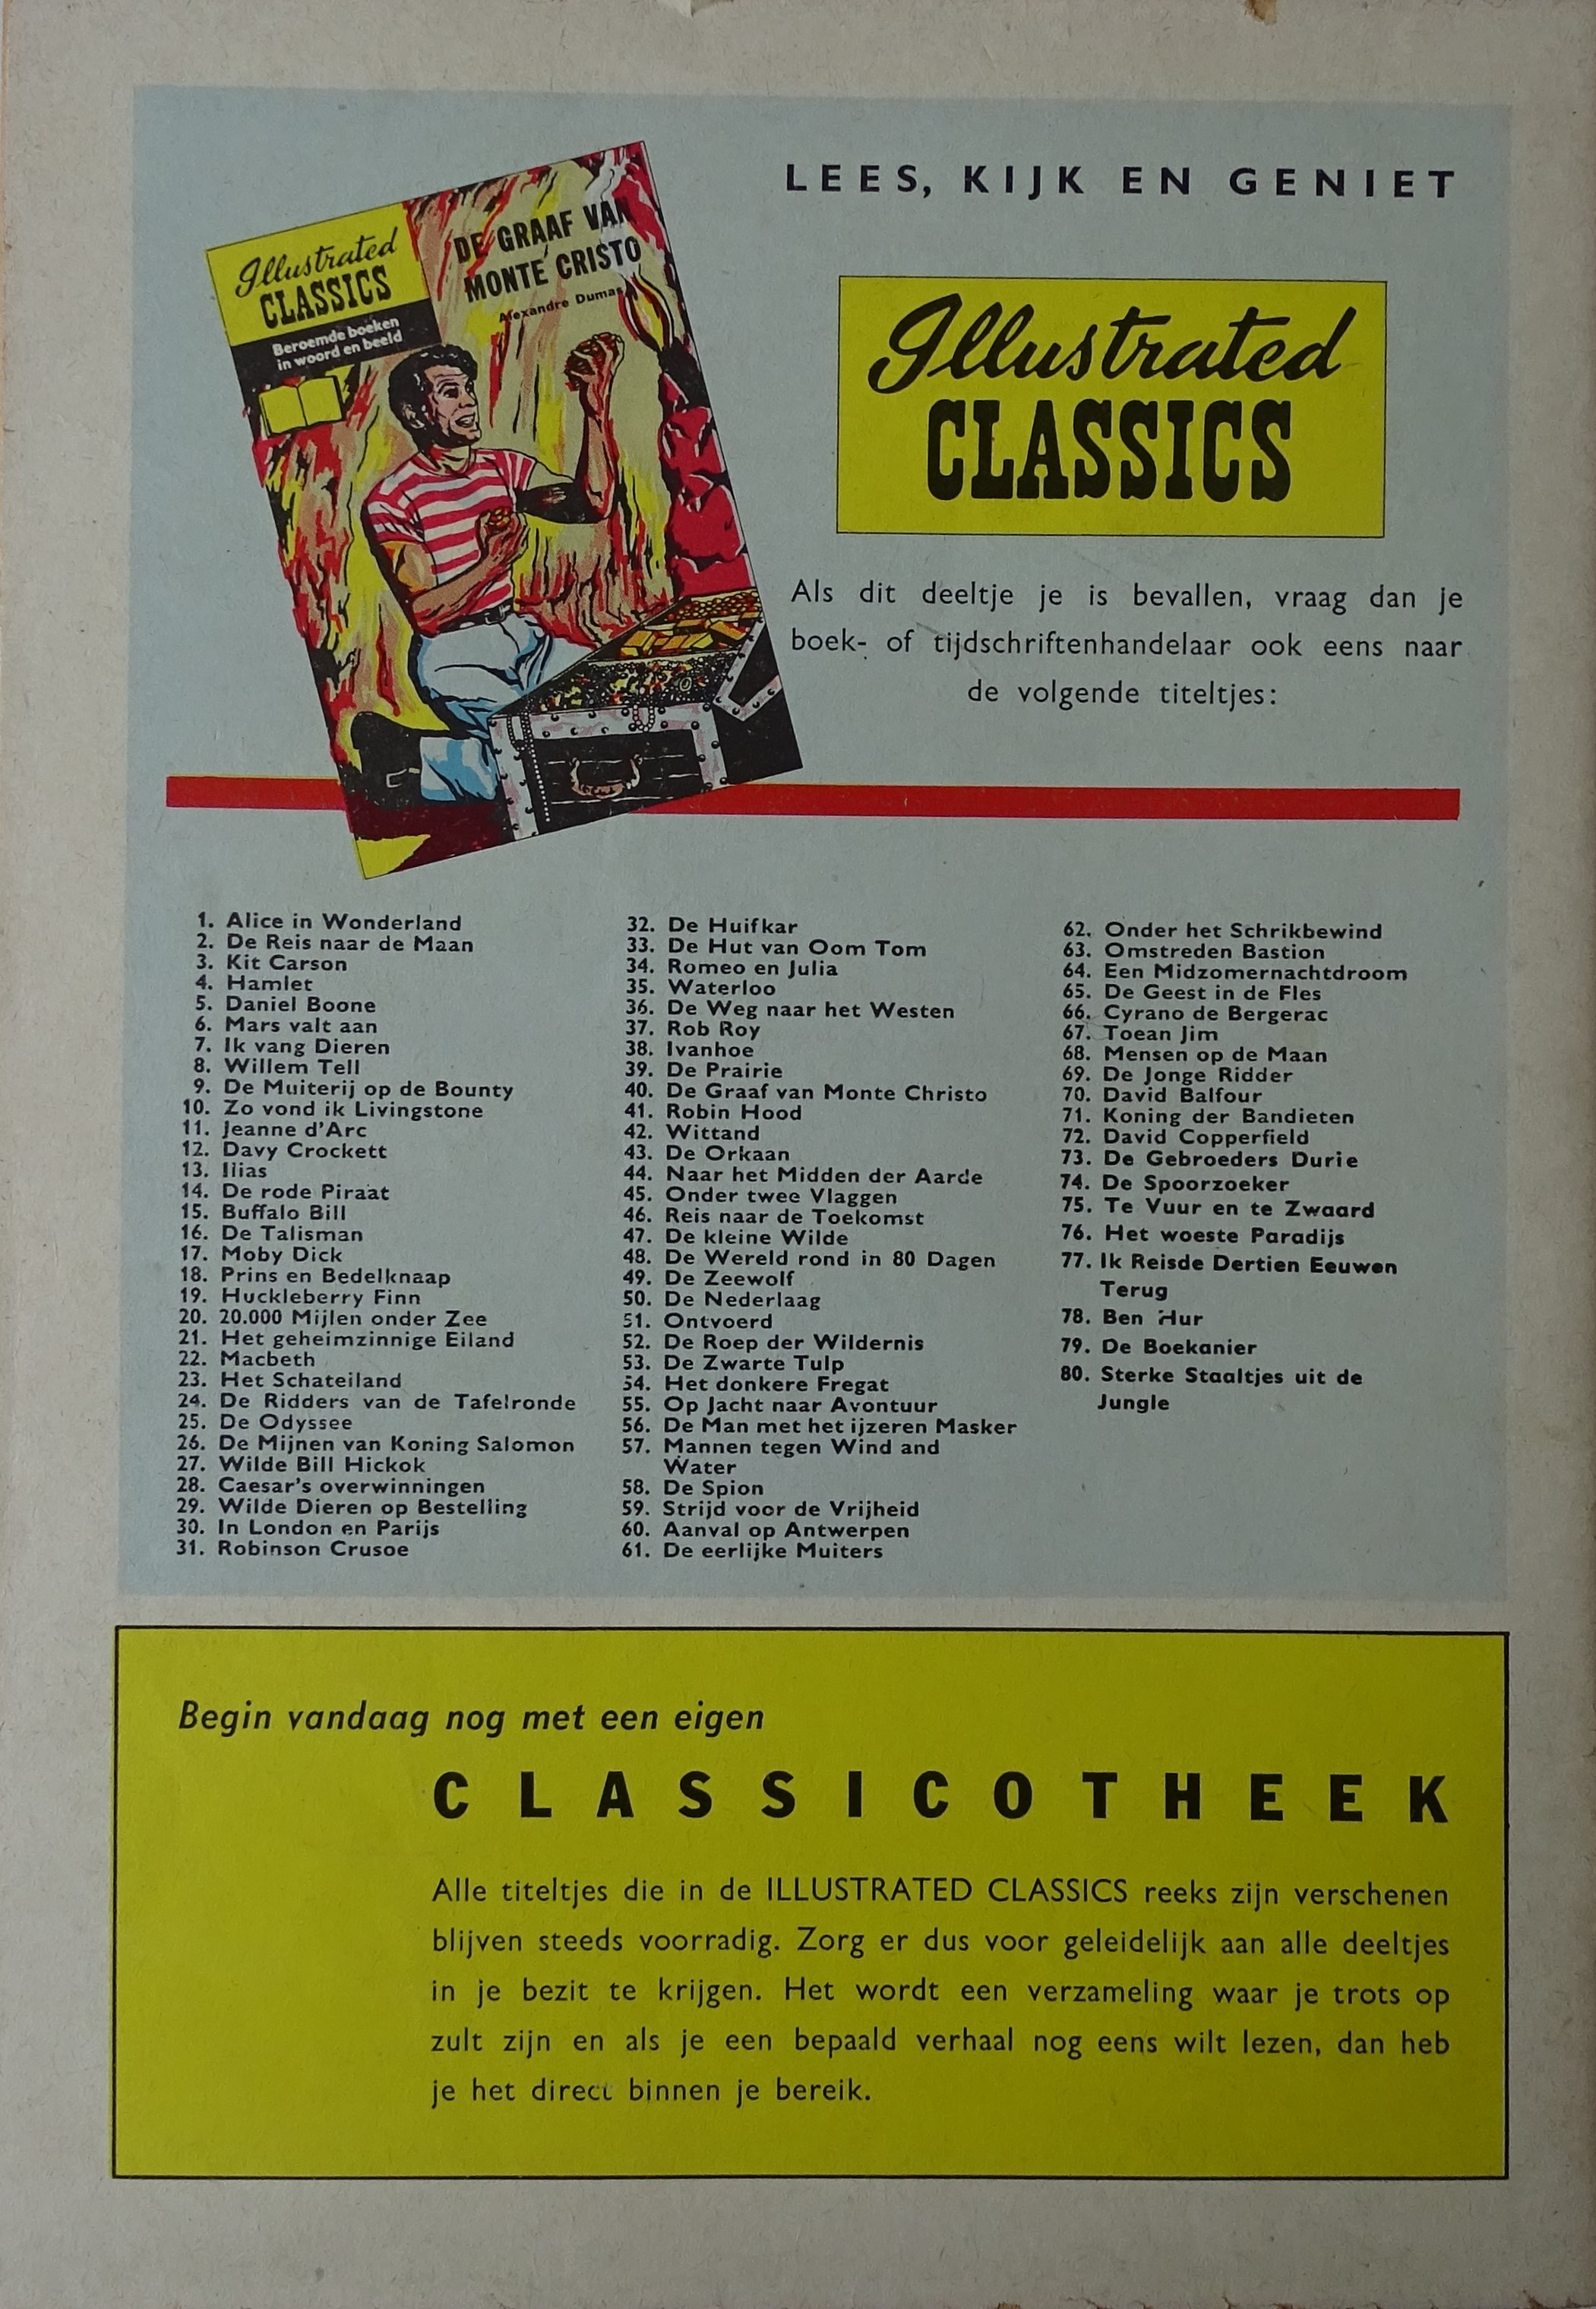 LEES, KIJK EN GENIET
Illustrated
CLASSICS
Beroemde boeken
in woord en beeld
DE GRAAF VAN
MONTE CRISTO
Alexandre Dumas
Illustrated
CLASSICS
Als dit deeltje je is bevallen, vraag dan je
boek- of tijdschriftenhandelaar ook eens naar
de volgende titeltjes:
1. Alice in Wonderland
2. De Reis naar de Maan
3. Kit Carson
4. Hamlet
5. Daniel Boone
6. Mars valt aan
7. Ik vang Dieren
8. Willem Tell
9. De Muiterij op de Bounty
10. Zo vond ik Livingstone
11. Jeanne d'Arc
12. Davy Crockett
13. Ilias
14. De rode Piraat
15. Buffalo Bill
16. De Talisman
17. Moby Dick
18. Prins en Bedelknaap
19. Huckleberry Finn
20. 20.000 Mijlen onder Zee
21. Het geheimzinnige Eiland
22. Macbeth
23. Het Schateiland
24. De Ridders van de Tafelronde
25. De Odyssee
26. De Mijnen van Koning Salomon
27. Wilde Bill Hickok
28. Caesar's overwinningen
29. Wilde Dieren op Bestelling
30. In London en Parijs
31. Robinson Crusoe
32. De Huifkar
33. De Hut van Oom Tom
34. Romeo en Julia
35. Waterloo
36. De Weg naar het Westen
37. Rob Roy
38. Ivanhoe
39. De Prairie
40. De Graaf van Monte Christo
41. Robin Hood
42. Wittand
43. De Orkaan
44. Naar het Midden der Aarde
45. Onder twee Vlaggen
46. Reis naar de Toekomst
47. De kleine Wilde
48. De Wereld rond in 80 Dagen
49. De Zeewolf
50. De Nederlaag
51. Ontvoerd
52. De Roep der Wildernis
53. De Zwarte Tulp
54. Het donkere Fregat
55. Op Jacht naar Avontuur
56. De Man met het ijzeren Masker
57. Mannen tegen Wind and
Water
58. De Spion
59. Strijd voor de Vrijheid
60. Aanval op Antwerpen
61. De eerlijke Muiters
62. Onder het Schrikbewind
63. Omstreden Bastion
64. Een Midzomernachtdroom
65. De Geest in de Fles
66. Cyrano de Bergerac
67. Toean Jim
68. Mensen op de Maan
69. De Jonge Ridder
70. David Balfour
71. Koning der Bandieten
72. David Copperfield
73. De Gebroeders Durie
74. De Spoorzoeker
75. Te Vuur en te Zwaard
76. Het woeste Paradijs
77. Ik Reisde Dertien Eeuwen
Terug
78. Ben Hur
79. De Boekanier
80. Sterke Staaltjes uit de
Jungle
Begin vandaag nog met een eigen
CLASSICOTHEEK
Alle titeltjes die in de ILLUSTRATED CLASSICS reeks zijn verschenen
blijven steeds voorradig. Zorg er dus voor geleidelijk aan alle deeltjes
in je bezit te krijgen. Het wordt een verzameling waar je trots op
zult zijn en als je een bepaald verhaal nog eens wilt lezen, dan heb
je het direct binnen je bereik.